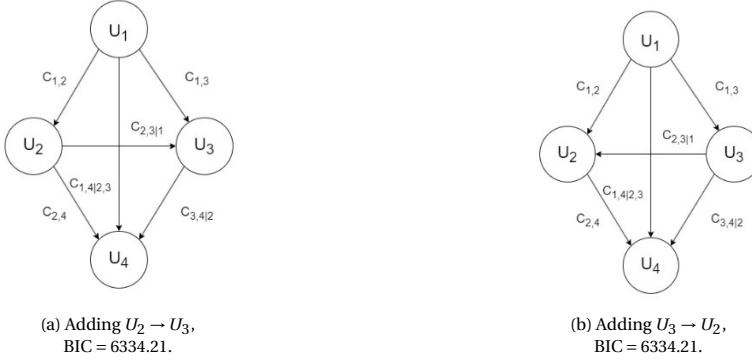 U1
C1,2
C1,3
C2,3|1
U2
U3
C1,4|2,3
C2,4
C3,4|2
U4
(a) Adding U2 → U3,
BIC = 6334.21.
U1
C1,2
C1,3
C2,3|1
U2
U3
C1,4|2,3
C2,4
C3,4|2
U4
(b) Adding U3 → U2,
BIC = 6334.21.